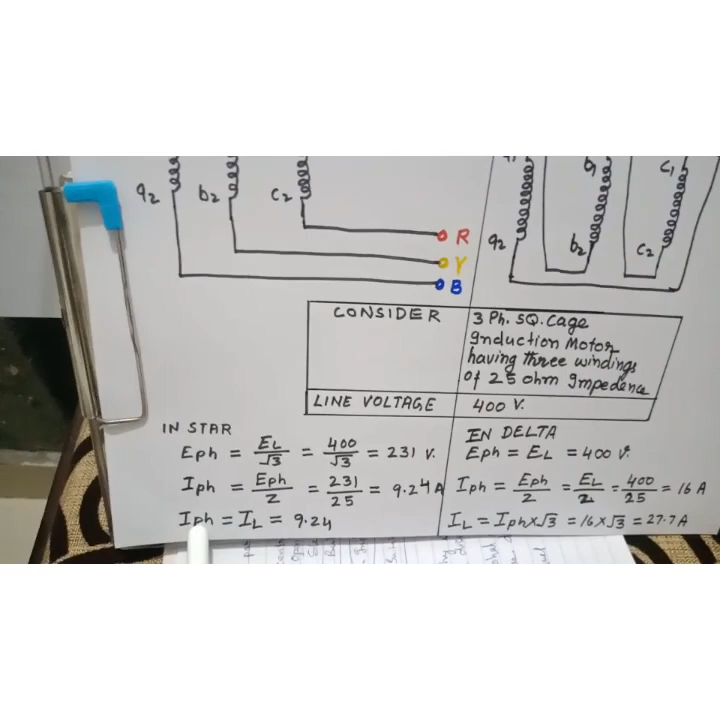 a2 b2 c2
R
Y
B
a2 b2 c2
c1
CONSIDER
3 Ph. SQ. Cage
Induction Motor
having three windings
of 25 ohm Impedence
LINE VOLTAGE
400 V.
IN STAR
Eph = EL/√3 = 400/√3 = 231 V.
Iph = Eph/Z = 231/25 = 9.24 A
Iph = IL = 9.24
EN DELTA
Eph = EL = 400 V.
Iph = Eph/Z = EL/Z = 400/25 = 16 A
IL = Iph×√3 = 16×√3 = 27.7 A